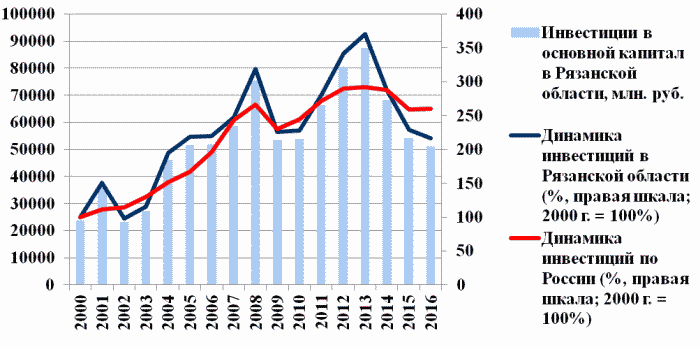 100000
90000
80000
70000
60000
50000
40000
30000
20000
10000
0
400
350
300
250
200
150
100
50
0
2000
2001
2002
2003
2004
2005
2006
2007
2008
2009
2010
2011
2012
2013
2014
2015
2016
Инвестиции в
основной капитал
в Рязанской
области, млн. руб.
Динамика
инвестиций в
Рязанской области
(%, правая шкала;
2000 г. = 100%)
Динамика
инвестиций по
России (%, правая
шкала; 2000 г. =
100%)